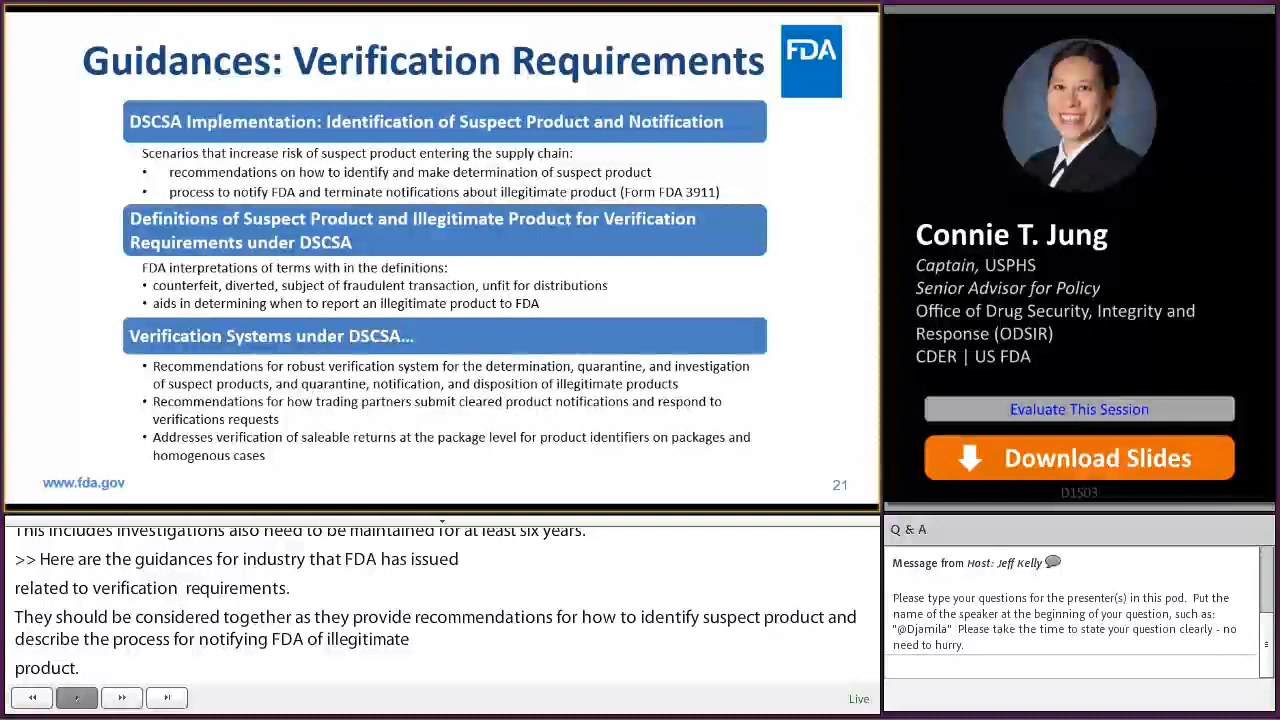 Guidances: Verification Requirements
FDA
DSCSA Implementation: Identification of Suspect Product and Notification
Scenarios that increase risk of suspect product entering the supply chain:
• recommendations on how to identify and make determination of suspect product
• process to notify FDA and terminate notifications about illegitimate product (Form FDA 3911)
Definitions of Suspect Product and Illegitimate Product for Verification
Requirements under DSCSA
FDA interpretations of terms with in the definitions:
• counterfeit, diverted, subject of fraudulent transaction, unfit for distributions
• aids in determining when to report an illegitimate product to FDA
Verification Systems under DSCSA...
• Recommendations for robust verification system for the determination, quarantine, and investigation
of suspect products, and quarantine, notification, and disposition of illegitimate products
• Recommendations for how trading partners submit cleared product notifications and respond to
verifications requests
• Addresses verification of saleable returns at the package level for product identifiers on packages and
homogenous cases
www.fda.gov
21
Connie T. Jung
Captain, USPHS
Senior Advisor for Policy
Office of Drug Security, Integrity and
Response (ODSIR)
CDER | US FDA
Evaluate This Session
Download Slides
D1503
This includes investigations also need to be maintained for at least six years.
>> Here are the guidances for industry that FDA has issued
related to verification requirements.
They should be considered together as they provide recommendations for how to identify suspect product and
describe the process for notifying FDA of illegitimate
product.
Live
Q & A
Message from Host: Jeff Kelly
Please type your questions for the presenter(s) in this pod. Put the
name of the speaker at the beginning of your question, such as:
"@Djamila" Please take the time to state your question clearly - no
need to hurry.